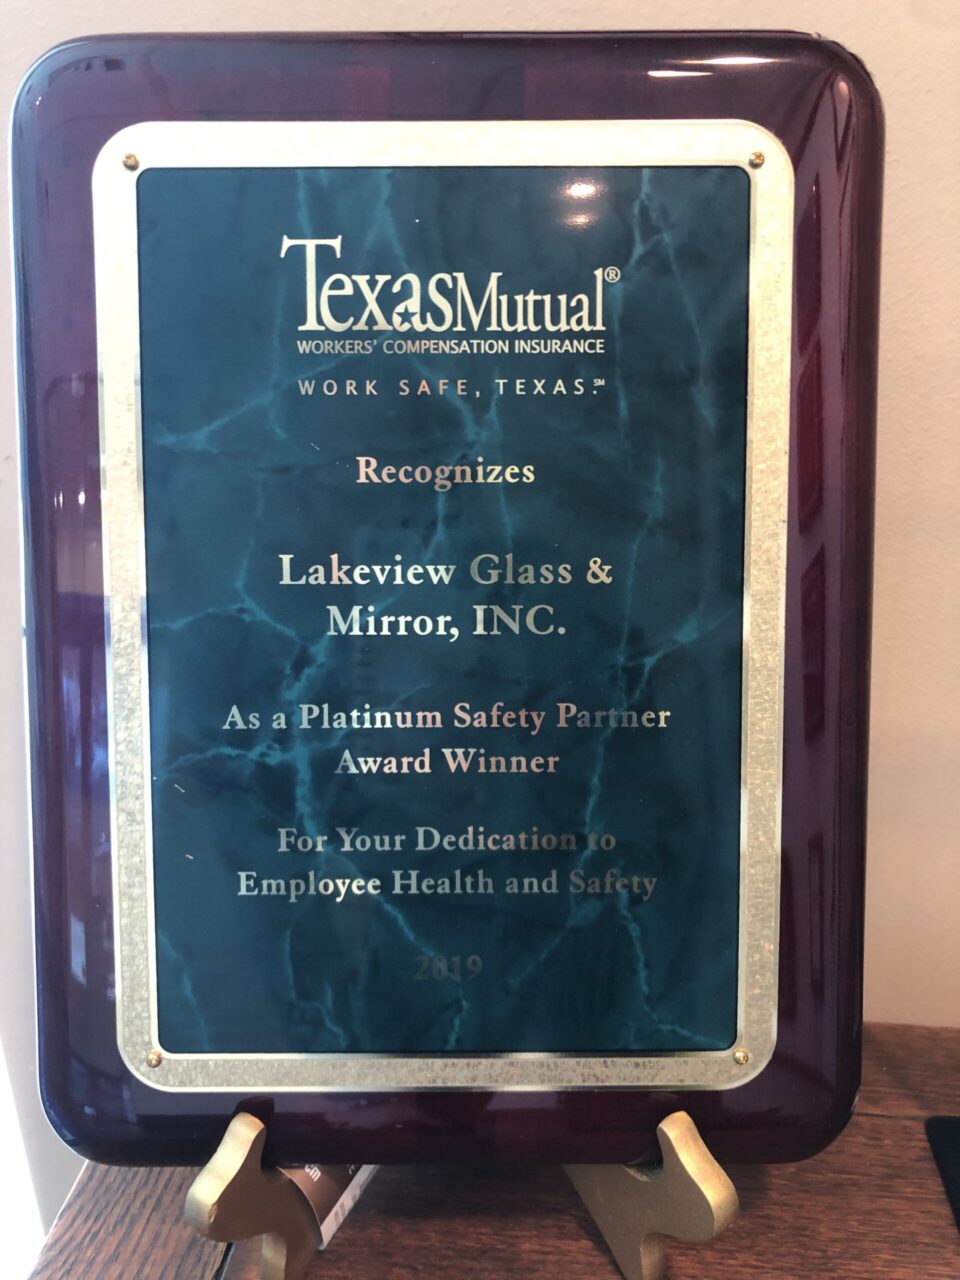 TexasMutual®
WORKERS' COMPENSATION INSURANCE
WORK SAFE, TEXAS.℠
Recognizes
Lakeview Glass &
Mirror, INC.
As a Platinum Safety Partner
Award Winner
For Your Dedication to
Employee Health and Safety
2019